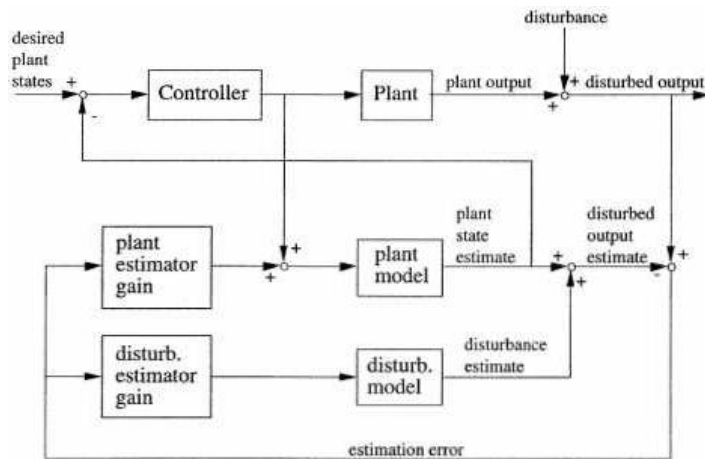 disturbance
desired
plant
states
+
-
Controller
Plant
plant output
+
+
disturbed output
plant
estimator
gain
+
+
plant
model
plant
state
estimate
+
+
disturbed
output
estimate
+
-
disturb.
estimator
gain
disturb.
model
disturbance
estimate
estimation error